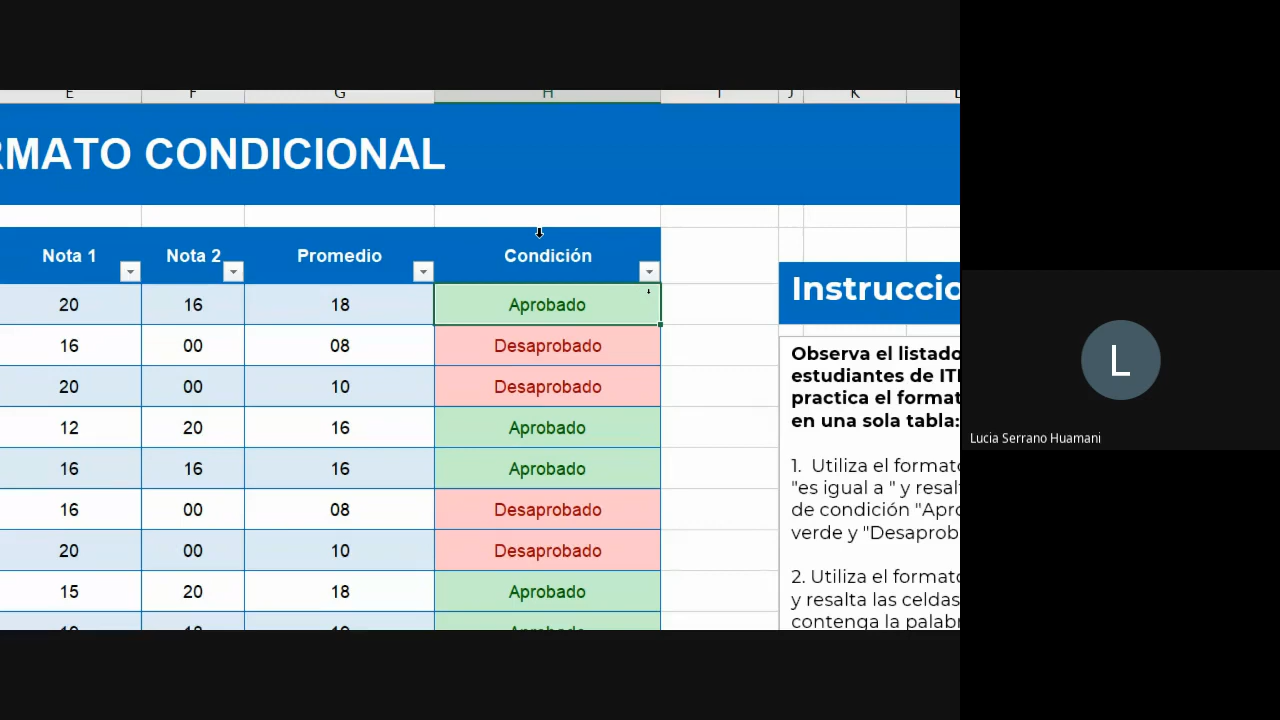 E F G H I J K
RMATO CONDICIONAL
Nota 1 Nota 2 Promedio Condición
20 16 18 Aprobado
16 00 08 Desaprobado
20 00 10 Desaprobado
12 20 16 Aprobado
16 16 16 Aprobado
16 00 08 Desaprobado
20 00 10 Desaprobado
15 20 18 Aprobado
Aprobado
Instruccio
Observa el listado
estudiantes de ITI
practica el format
en una sola tabla:
1. Utiliza el formato
"es igual a " y resalt
de condición "Apro
verde y "Desaprob
2. Utiliza el formato
y resalta las celdas
contenga la palabr
L
Lucia Serrano Huamani